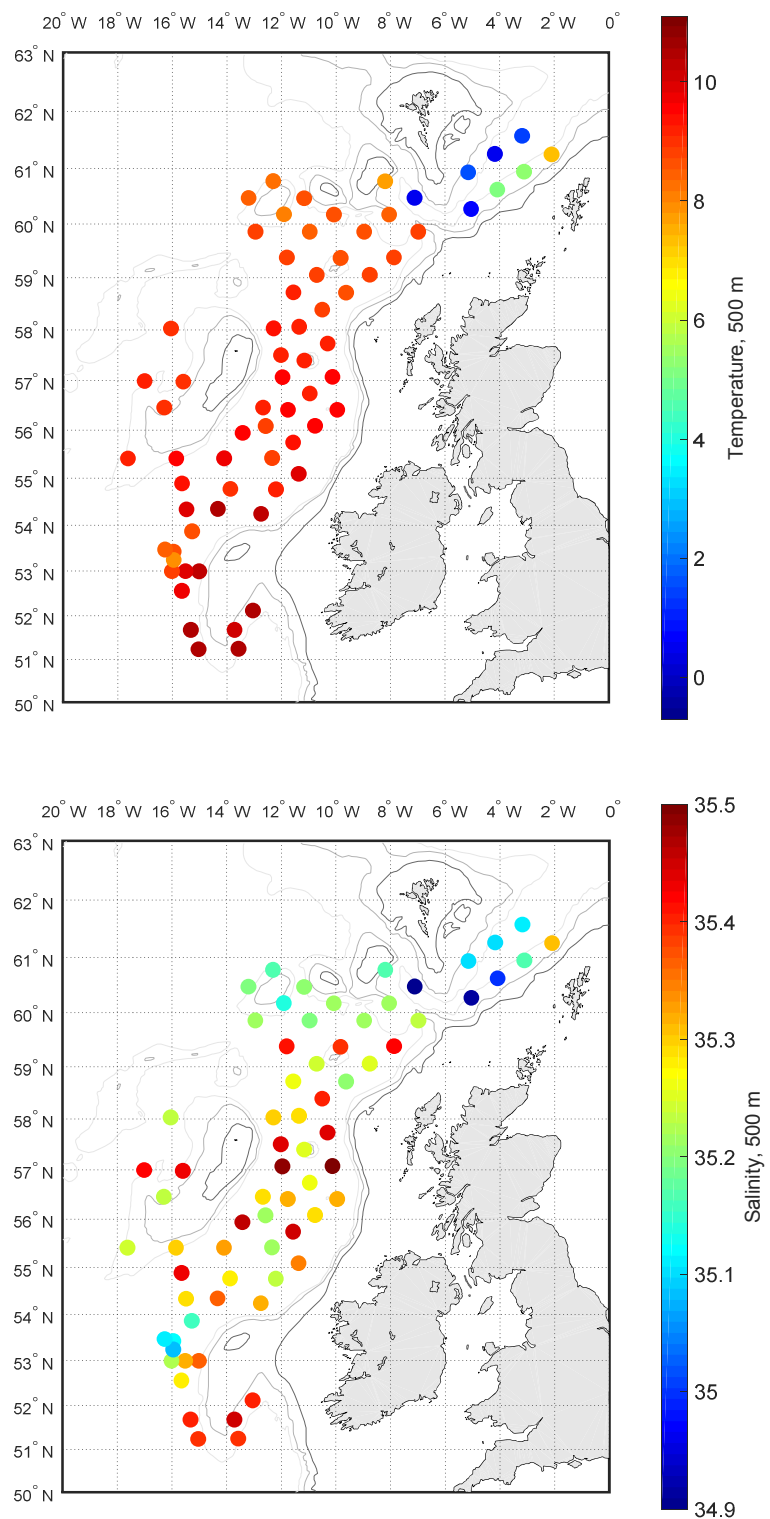 20° W 18° W 16° W 14° W 12° W 10° W 8° W 6° W 4° W 2° W 0°
63° N
62° N
61° N
60° N
59° N
58° N
57° N
56° N
55° N
54° N
53° N
52° N
51° N
50° N
10
8
6
4
2
0
Temperature, 500 m
20° W 18° W 16° W 14° W 12° W 10° W 8° W 6° W 4° W 2° W 0°
63° N
62° N
61° N
60° N
59° N
58° N
57° N
56° N
55° N
54° N
53° N
52° N
51° N
50° N
35.5
35.4
35.3
35.2
35.1
35
34.9
Salinity, 500 m